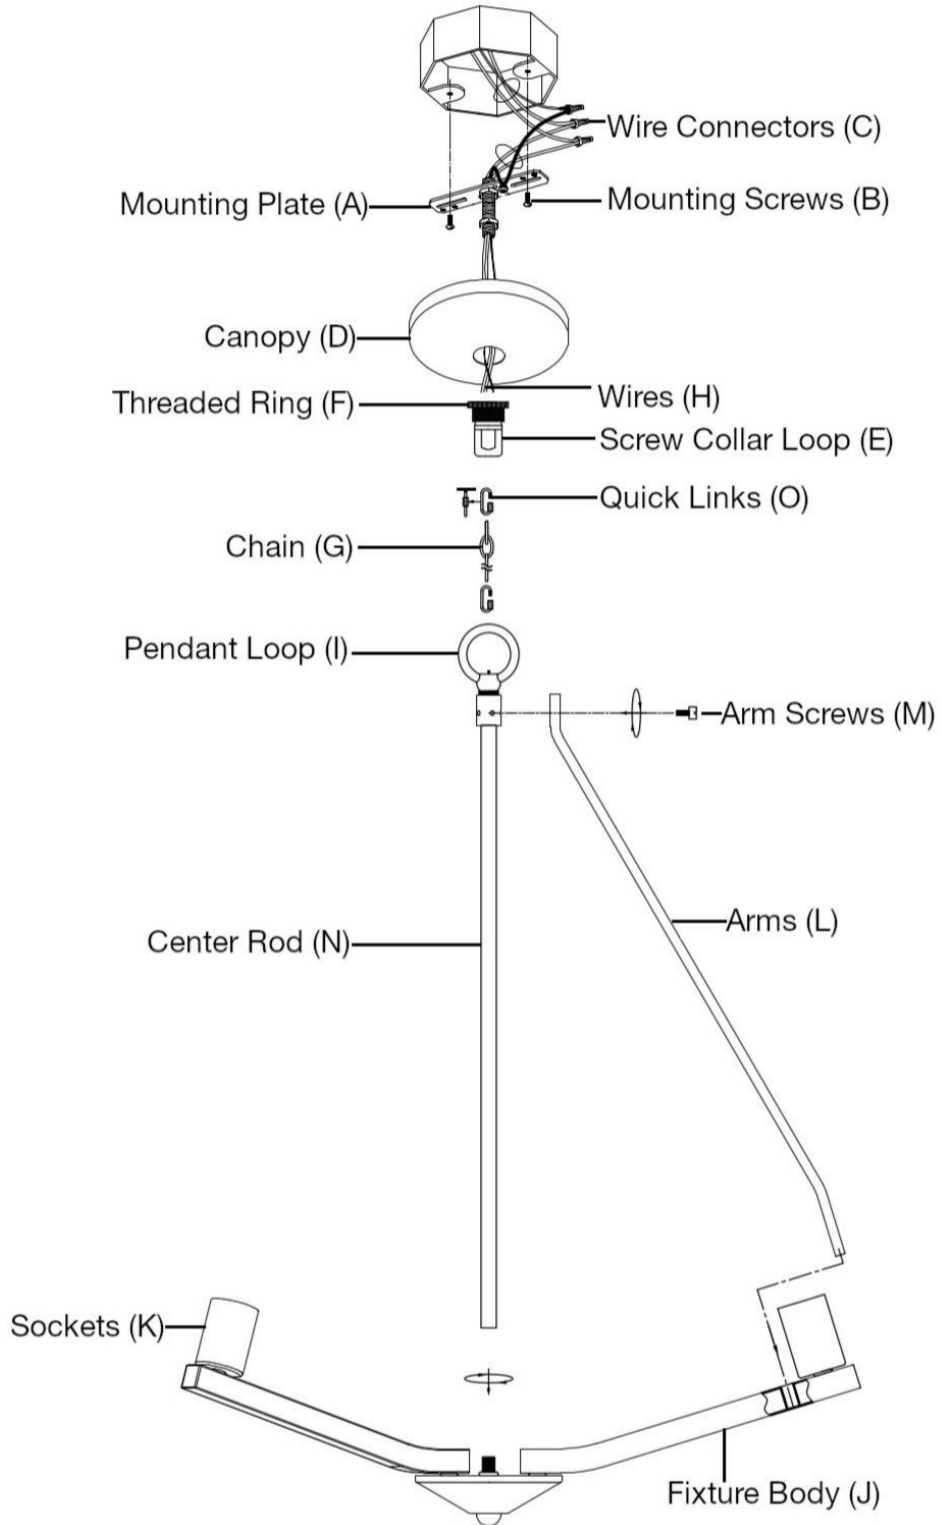 Wire Connectors (C)
Mounting Plate (A)
Mounting Screws (B)
Canopy (D)
Wires (H)
Threaded Ring (F)
Screw Collar Loop (E)
Quick Links (O)
Chain (G)
Pendant Loop (I)
Arm Screws (M)
Arms (L)
Center Rod (N)
Sockets (K)
Fixture Body (J)